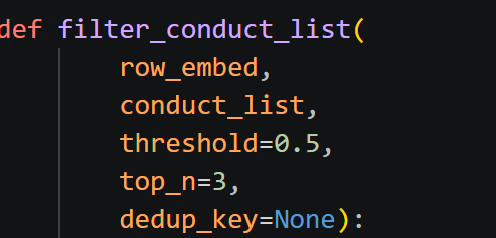 def filter_conduct_list(
row_embed,
conduct_list,
threshold=0.5,
top_n=3,
dedup_key=None):